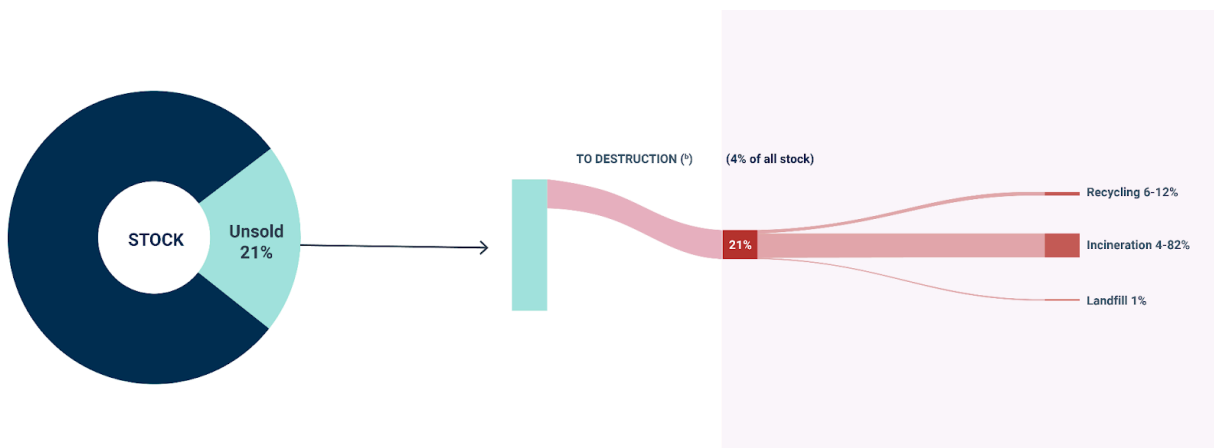 STOCK
Unsold
21%
TO DESTRUCTION (ᵇ)
(4% of all stock)
21%
Recycling 6-12%
Incineration 4-82%
Landfill 1%